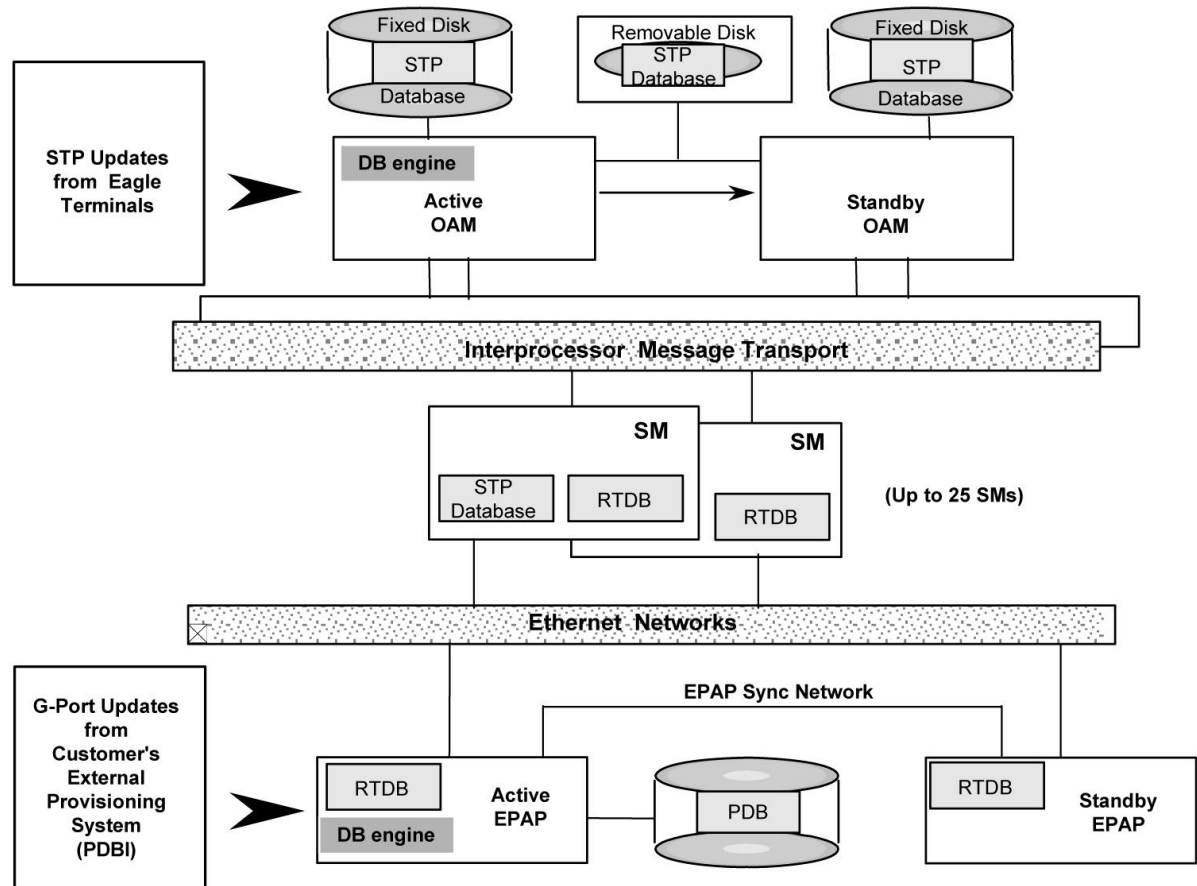 Fixed Disk
STP
Database
Removable Disk
STP
Database
Fixed Disk
STP
Database
STP Updates
from Eagle
Terminals
DB engine
Active
OAM
Standby
OAM
Interprocessor Message Transport
SM
STP
Database
RTDB
SM
RTDB
(Up to 25 SMs)
Ethernet Networks
G-Port Updates
from
Customer's
External
Provisioning
System
(PDBI)
EPAP Sync Network
RTDB
DB engine
Active
EPAP
PDB
RTDB
Standby
EPAP